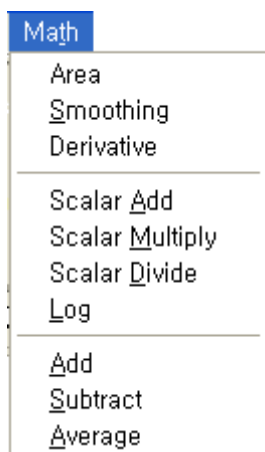 Math
Area
Smoothing
Derivative
Scalar Add
Scalar Multiply
Scalar Divide
Log
Add
Subtract
Average